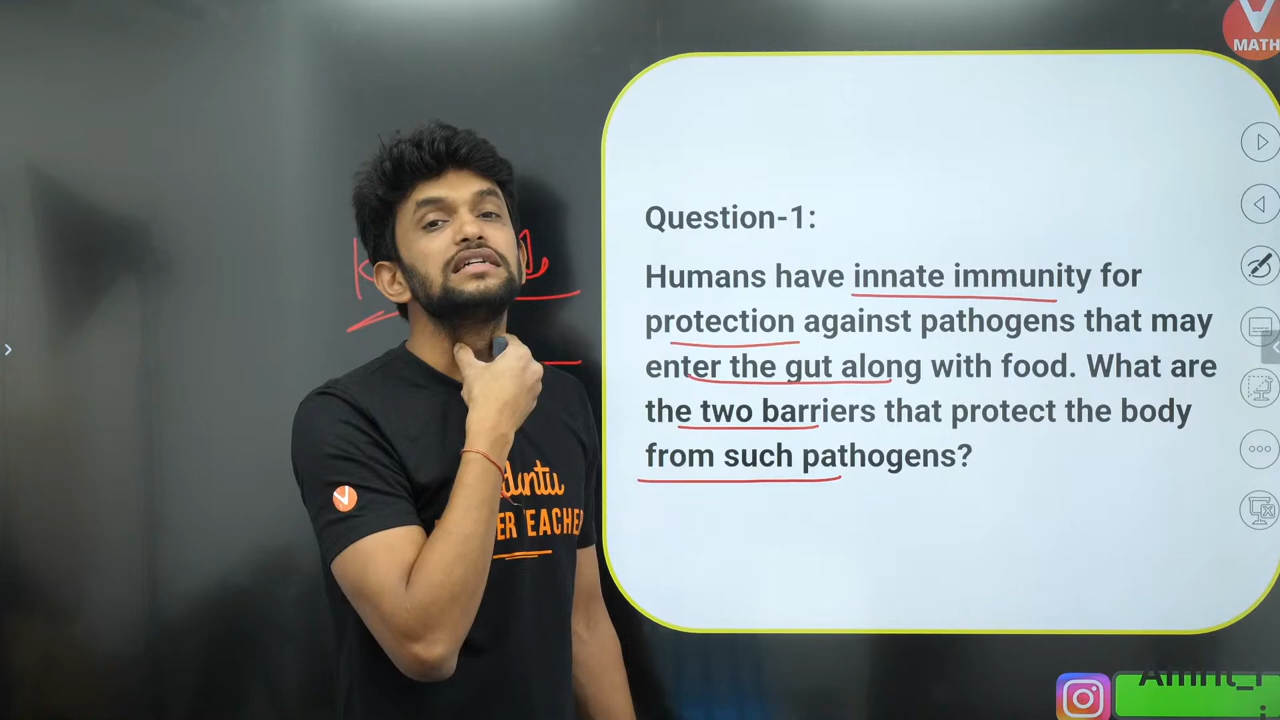 MATH
Question-1:
Humans have innate immunity for
protection against pathogens that may
enter the gut along with food. What are
the two barriers that protect the body
from such pathogens?
TEACHER